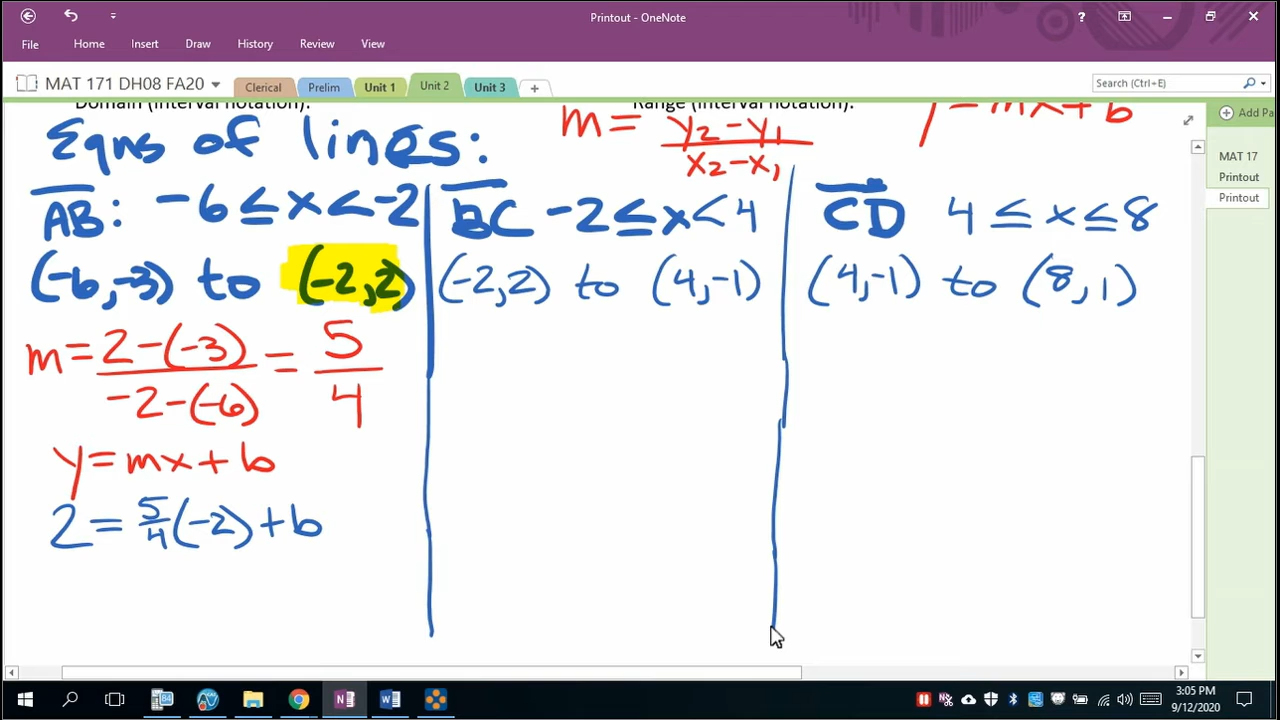 Printout - OneNote
File Home Insert Draw History Review View
MAT 171 DH08 FA20 Clerical Prelim Unit 1 Unit 2 Unit 3 Search (Ctrl+E)
Domain (interval notation): Range (interval notation):
Add Pa
MAT 17
Printout
Printout
m = (y₂ - y₁)/(x₂ - x₁)
y = mx + b
Eqns of lines:
AB: -6 ≤ x < -2
(-6,-3) to (-2,2)
m = (2-(-3))/(-2-(-6)) = 5/4
y = mx + b
2 = 5/4(-2) + b
BC -2 ≤ x < 4
(-2,2) to (4,-1)
CD 4 ≤ x ≤ 8
(4,-1) to (8,1)
3:05 PM
9/12/2020